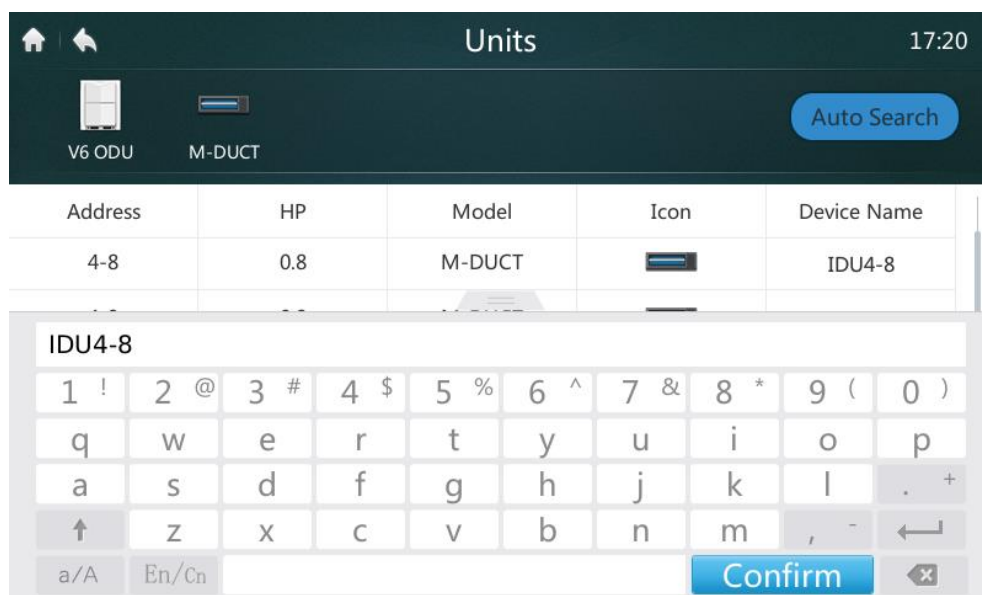 Units 17:20
Auto Search
V6 ODU M-DUCT
Address HP Model Icon Device Name
4-8 0.8 M-DUCT IDU4-8
IDU4-8
1 ! 2 @ 3 # 4 $ 5 % 6 ^ 7 & 8 * 9 ( 0 )
q w e r t y u i o p
a s d f g h j k l . +
z x c v b n m , -
a/A En/Cn Confirm